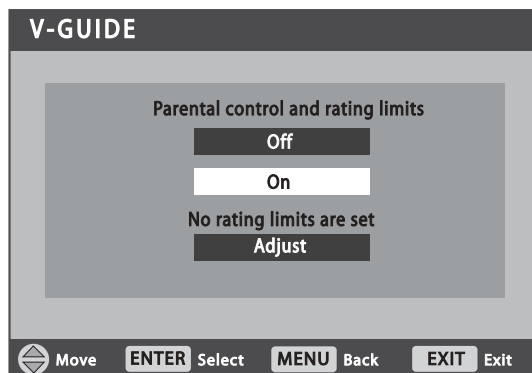 V-GUIDE
Parental control and rating limits
Off
On
No rating limits are set
Adjust
Move ENTER Select MENU Back EXIT Exit